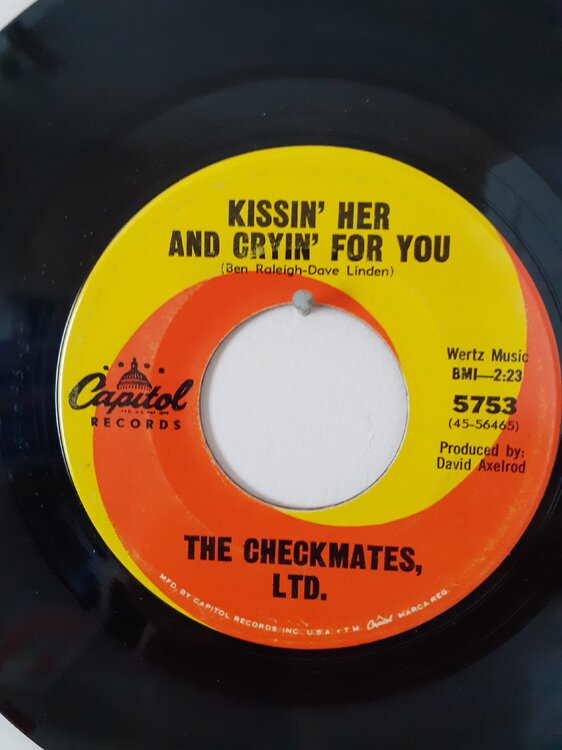 KISSIN' HER
AND CRYIN' FOR YOU
(Ben Raleigh-Dave Linden)
Wertz Music
BMI—2:23
5753
(45-56465)
Produced by:
David Axelrod
Capitol
RECORDS
THE CHECKMATES,
LTD.
MFD. BY CAPITOL RECORDS, INC., U.S.A. • T.M. Capitol MARCA REG.